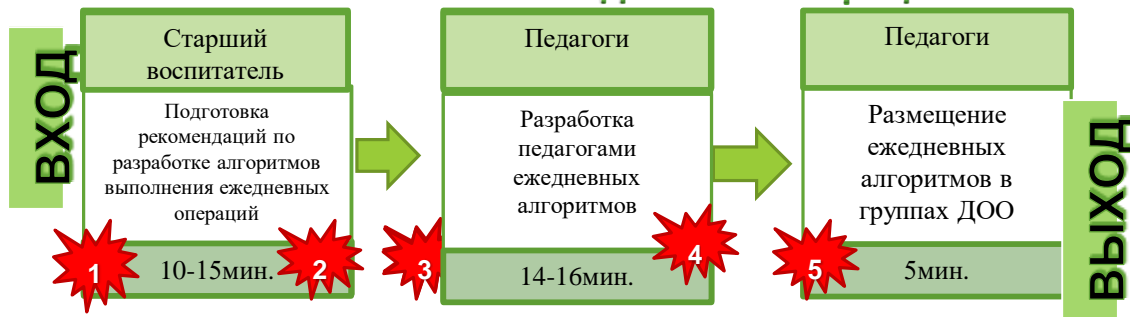 ВХОД
Старший
воспитатель
Подготовка
рекомендаций по
разработке алгоритмов
выполнения ежедневных
операций
1
10-15мин.
2
Педагоги
Разработка
педагогами
ежедневных
алгоритмов
3
14-16мин.
4
Педагоги
Размещение
ежедневных
алгоритмов в
группах ДОО
5
5мин.
ВЫХОД